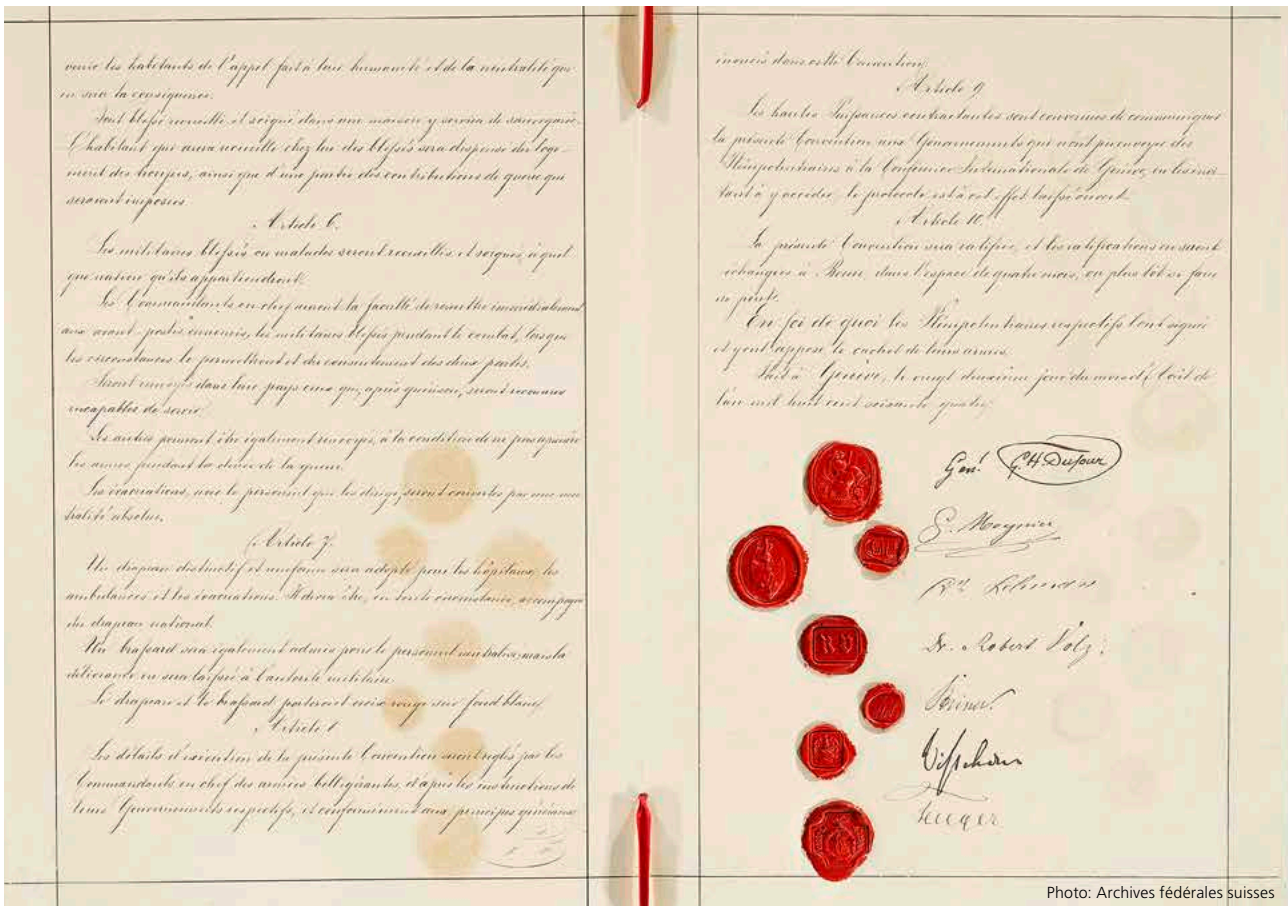 venir les habitants de l'appel fait à leur humanité et de la neutralité qui
en sera la conséquence.
Tout blessé recueilli et soigné dans une maison y servira de sauvegarde.
L'habitant qui aura recueilli chez lui des blessés sera dispensé du loge-
ment des troupes, ainsi que d'une partie des contributions de guerre qui
seraient imposées.
Article 6.
Les militaires blessés ou malades seront recueillis et soignés, à quel-
que nation qu'ils appartiendront.
Les Commandants en chef auront la faculté de remettre immédiatement
aux avant-postes ennemis, les militaires blessés pendant le combat, lorsque
les circonstances le permettront et du consentement des deux partis.
Seront renvoyés dans leur pays ceux qui, après guérison, seront reconnus
incapables de servir.
Les autres pourront être également renvoyés, à la condition de ne pas reprendre
les armes pendant la durée de la guerre.
Les évacuations, avec le personnel qui les dirige, seront couvertes par une neu-
tralité absolue.
Article 7.
Un drapeau distinctif et uniforme sera adopté pour les hôpitaux, les
ambulances et les évacuations. Il devra être, en toute circonstance, accompagné
du drapeau national.
Un brassard sera également admis pour le personnel neutralisé, mais la
délivrance en sera laissée à l'autorité militaire.
Le drapeau et le brassard porteront croix rouge sur fond blanc.
Article 8
Les détails d'exécution de la présente Convention seront réglés par les
Commandants en chef des armées belligérantes, d'après les instructions de
leurs Gouvernements respectifs, et conformément aux principes généraux
énoncés dans cette Convention.
Article 9
Les hautes Puissances contractantes sont convenues de communiquer
la présente Convention aux Gouvernements qui n'ont pu envoyer des
Plénipotentiaires à la Conférence Internationale de Genève, en les invi-
tant à y accéder; le protocole est à cet effet laissé ouvert.
Article 10.
La présente Convention sera ratifiée, et les ratifications en seront
échangées à Berne, dans l'espace de quatre mois, ou plus tôt si faire
se peut.
En foi de quoi les Plénipotentiaires respectifs l'ont signée
et y ont apposé le cachet de leurs armes.
Fait à Genève, le vingt deuxième jour du mois d'Août de
l'an mil huit cent soixante quatre.
Gén. G. H. Dufour
G. Moynier
Dr Lehmann
Dr. Robert Volz.
RV
Steiner.
Visschers
Photo: Archives fédérales suisses